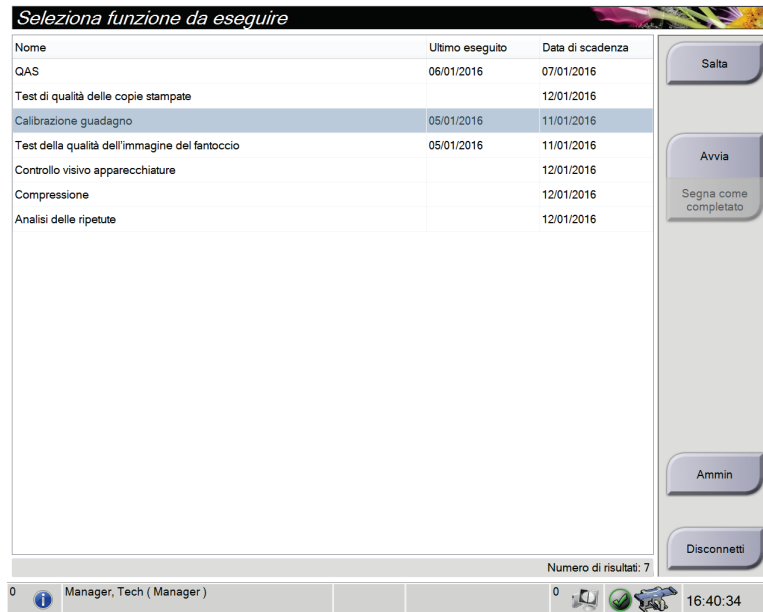 Seleziona funzione da eseguire
Nome Ultimo eseguito Data di scadenza
QAS 06/01/2016 07/01/2016
Test di qualità delle copie stampate 12/01/2016
Calibrazione guadagno 05/01/2016 11/01/2016
Test della qualità dell'immagine del fantoccio 05/01/2016 11/01/2016
Controllo visivo apparecchiature 12/01/2016
Compressione 12/01/2016
Analisi delle ripetute 12/01/2016
Salta
Avvia
Segna come
completato
Ammin
Disconnetti
Numero di risultati: 7
0 Manager, Tech ( Manager ) 0 16:40:34